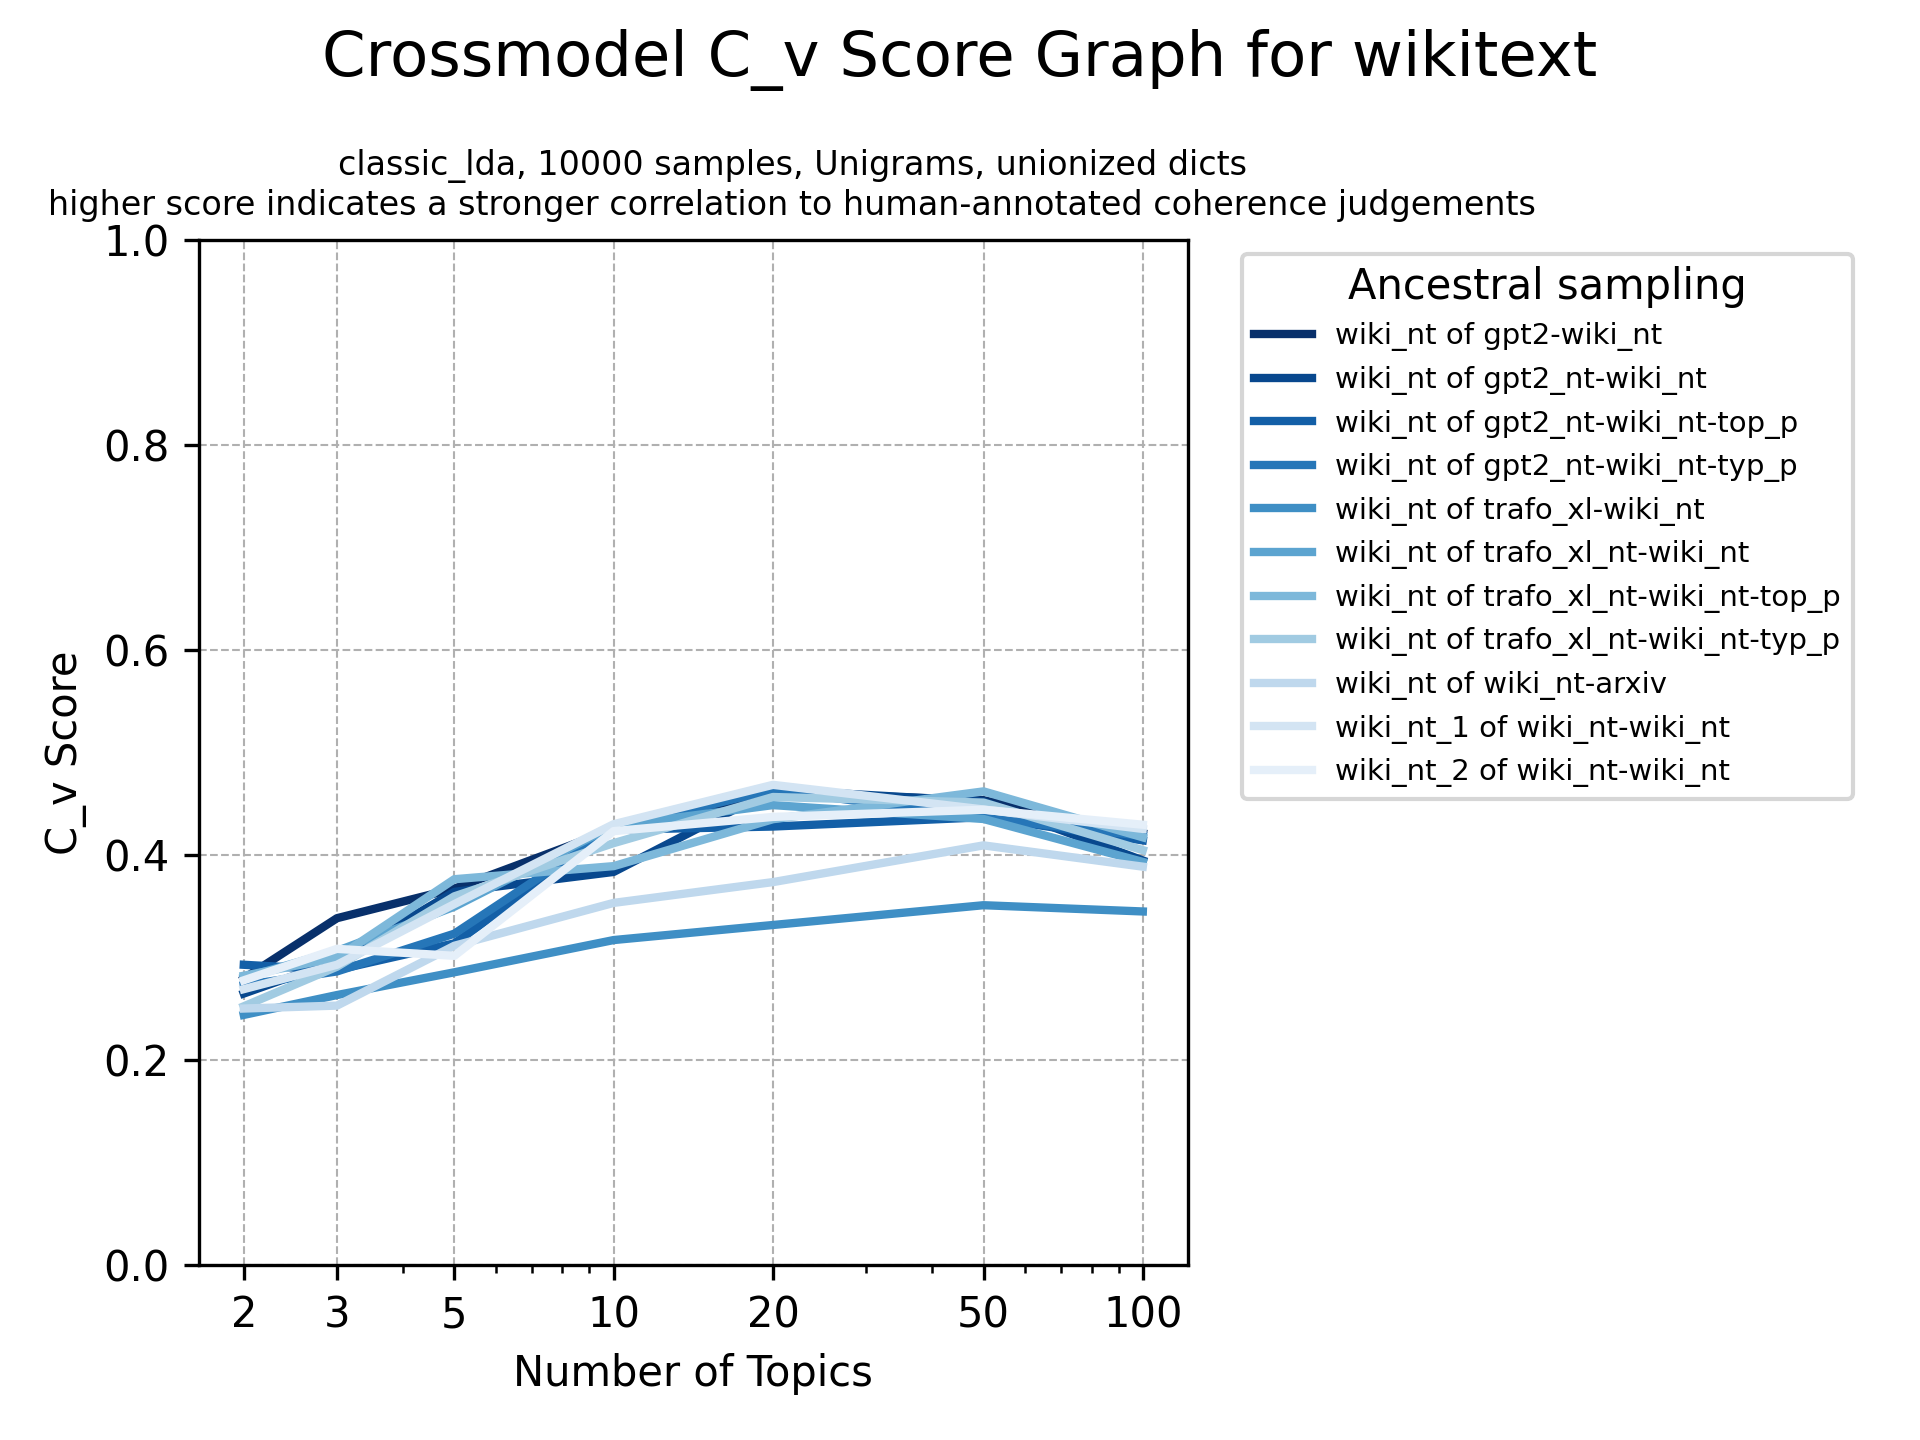 Crossmodel C_v Score Graph for wikitext
classic_lda, 10000 samples, Unigrams, unionized dicts
higher score indicates a stronger correlation to human-annotated coherence judgements
1.0
0.8
0.6
0.4
0.2
0.0
C_v Score
2 3 5 10 20 50 100
Number of Topics
Ancestral sampling
wiki_nt of gpt2-wiki_nt
wiki_nt of gpt2_nt-wiki_nt
wiki_nt of gpt2_nt-wiki_nt-top_p
wiki_nt of gpt2_nt-wiki_nt-typ_p
wiki_nt of trafo_xl-wiki_nt
wiki_nt of trafo_xl_nt-wiki_nt
wiki_nt of trafo_xl_nt-wiki_nt-top_p
wiki_nt of trafo_xl_nt-wiki_nt-typ_p
wiki_nt of wiki_nt-arxiv
wiki_nt_1 of wiki_nt-wiki_nt
wiki_nt_2 of wiki_nt-wiki_nt